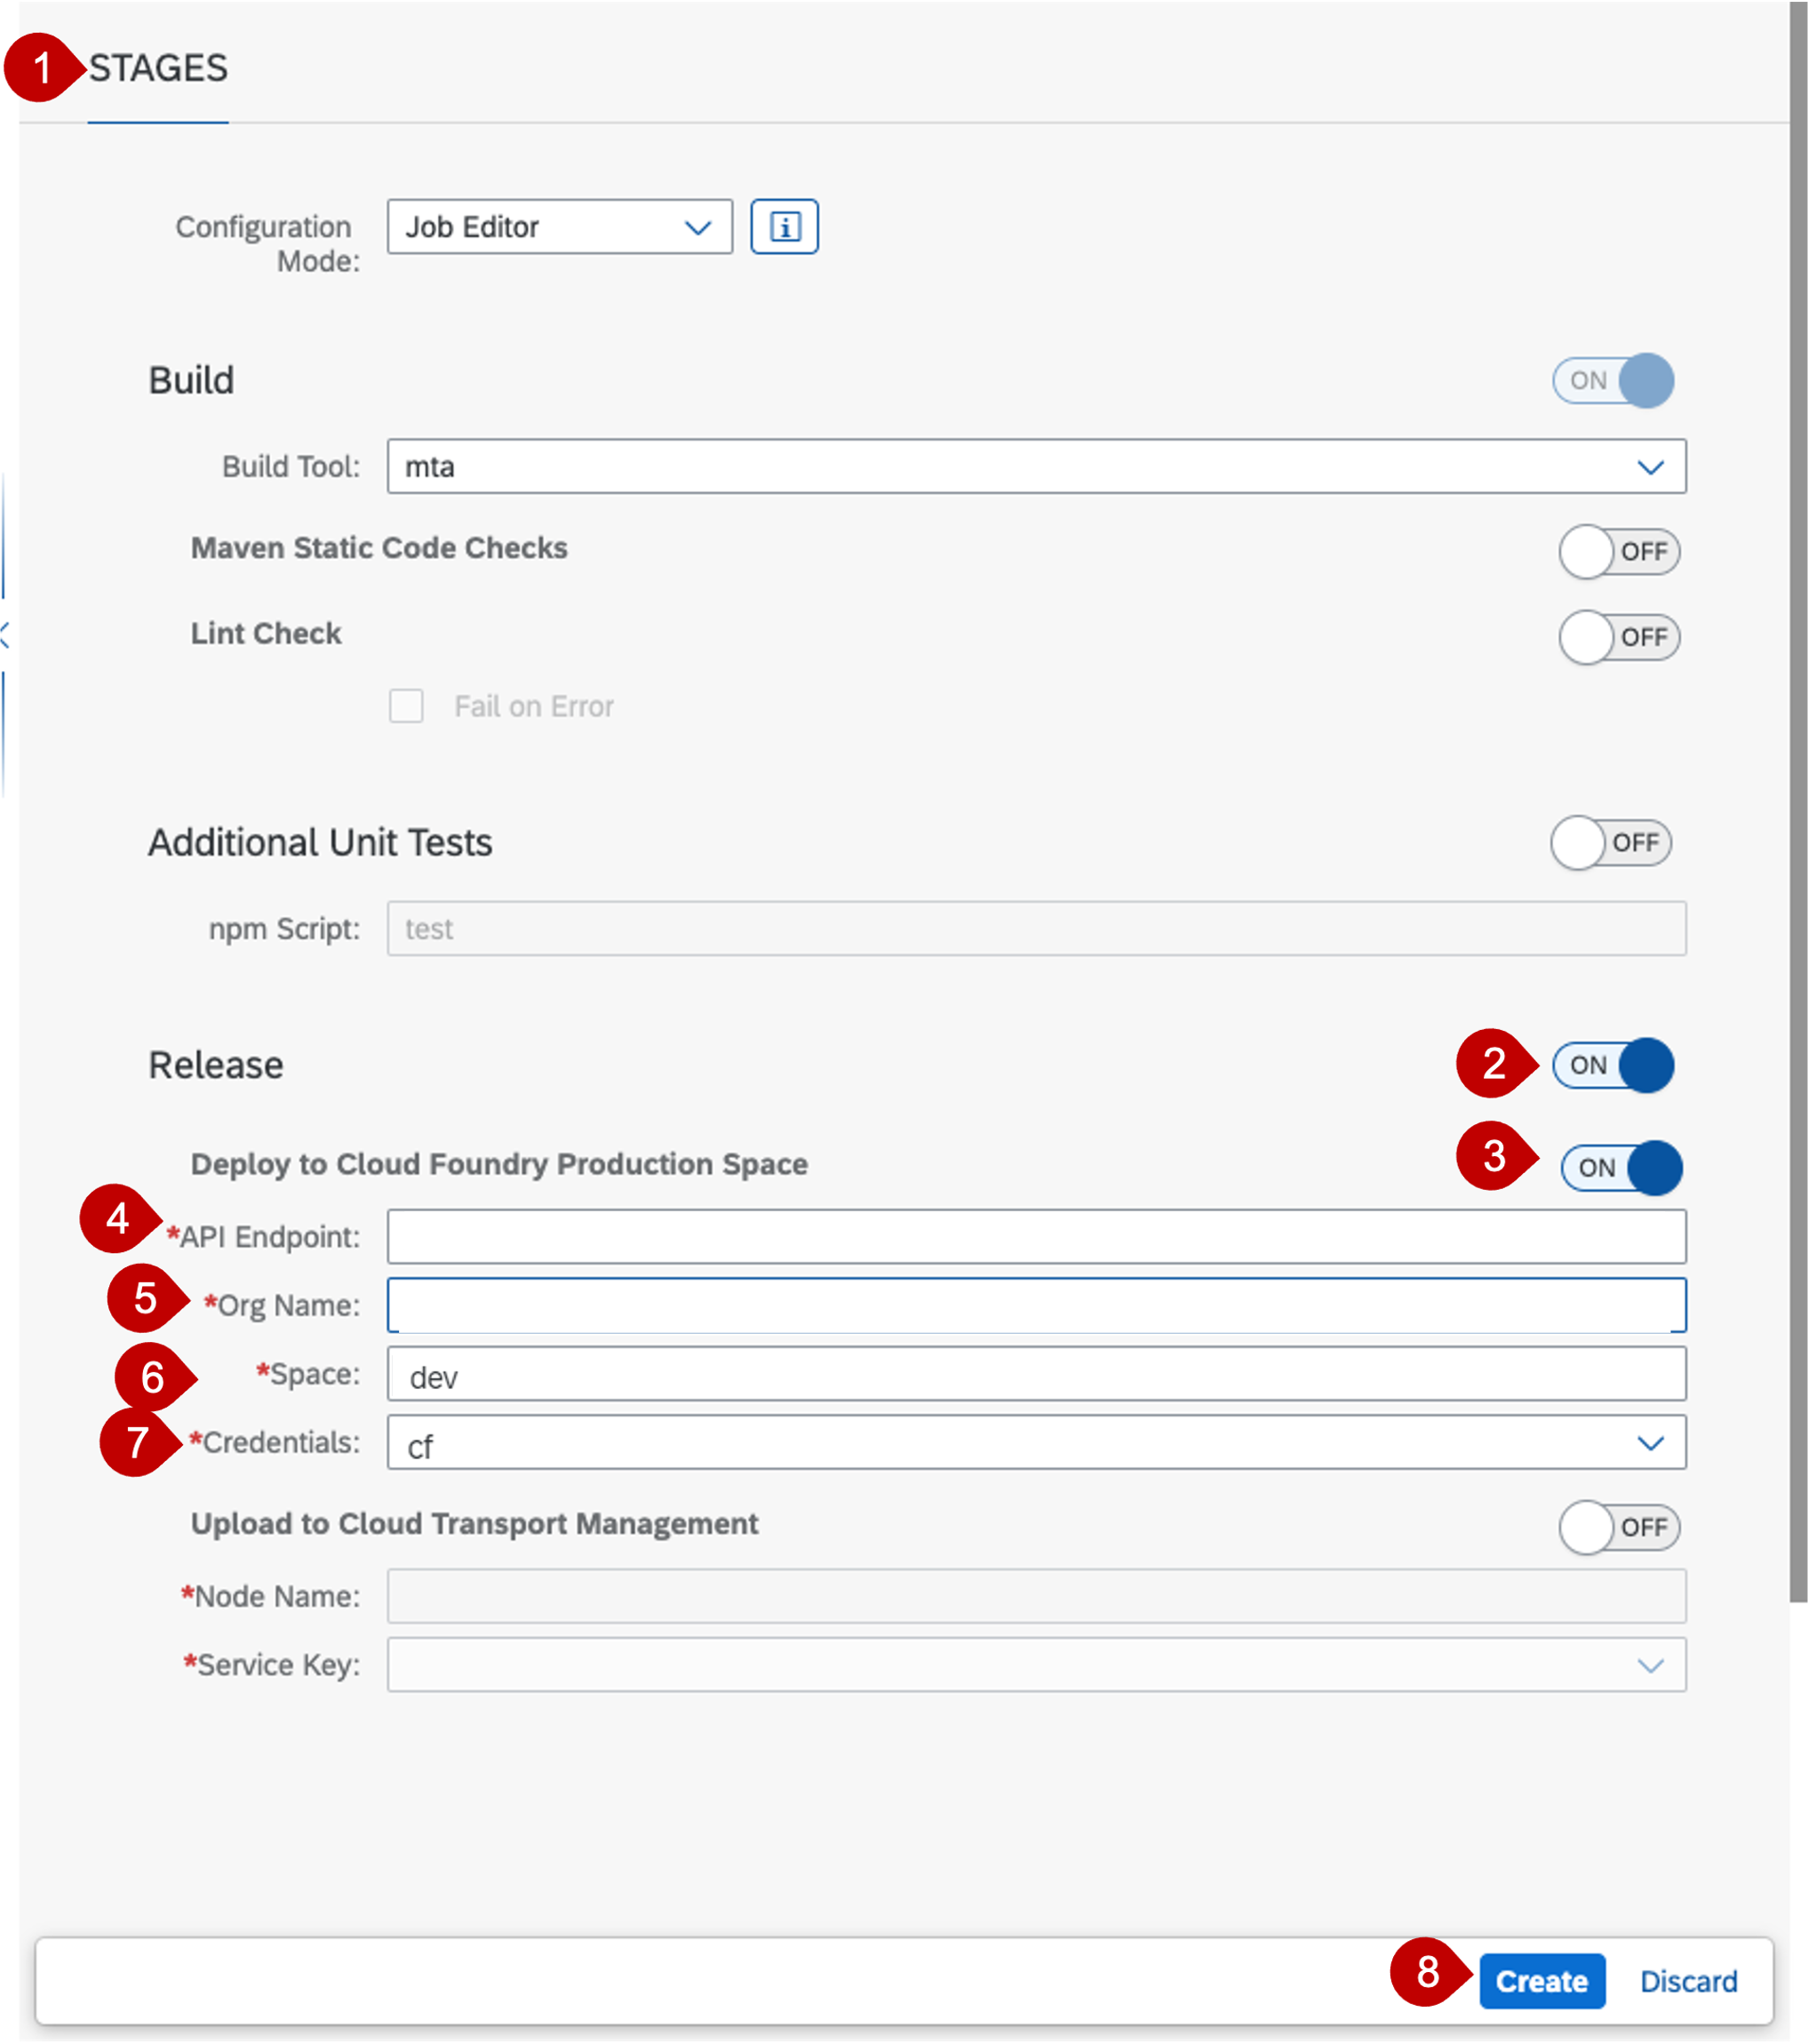 1 STAGES
Configuration Mode: Job Editor
Build ON
Build Tool: mta
Maven Static Code Checks OFF
Lint Check OFF
Fail on Error
Additional Unit Tests OFF
npm Script: test
Release 2 ON
Deploy to Cloud Foundry Production Space 3 ON
4 *API Endpoint:
5 *Org Name:
6 *Space: dev
7 *Credentials: cf
Upload to Cloud Transport Management OFF
*Node Name:
*Service Key:
8 Create Discard